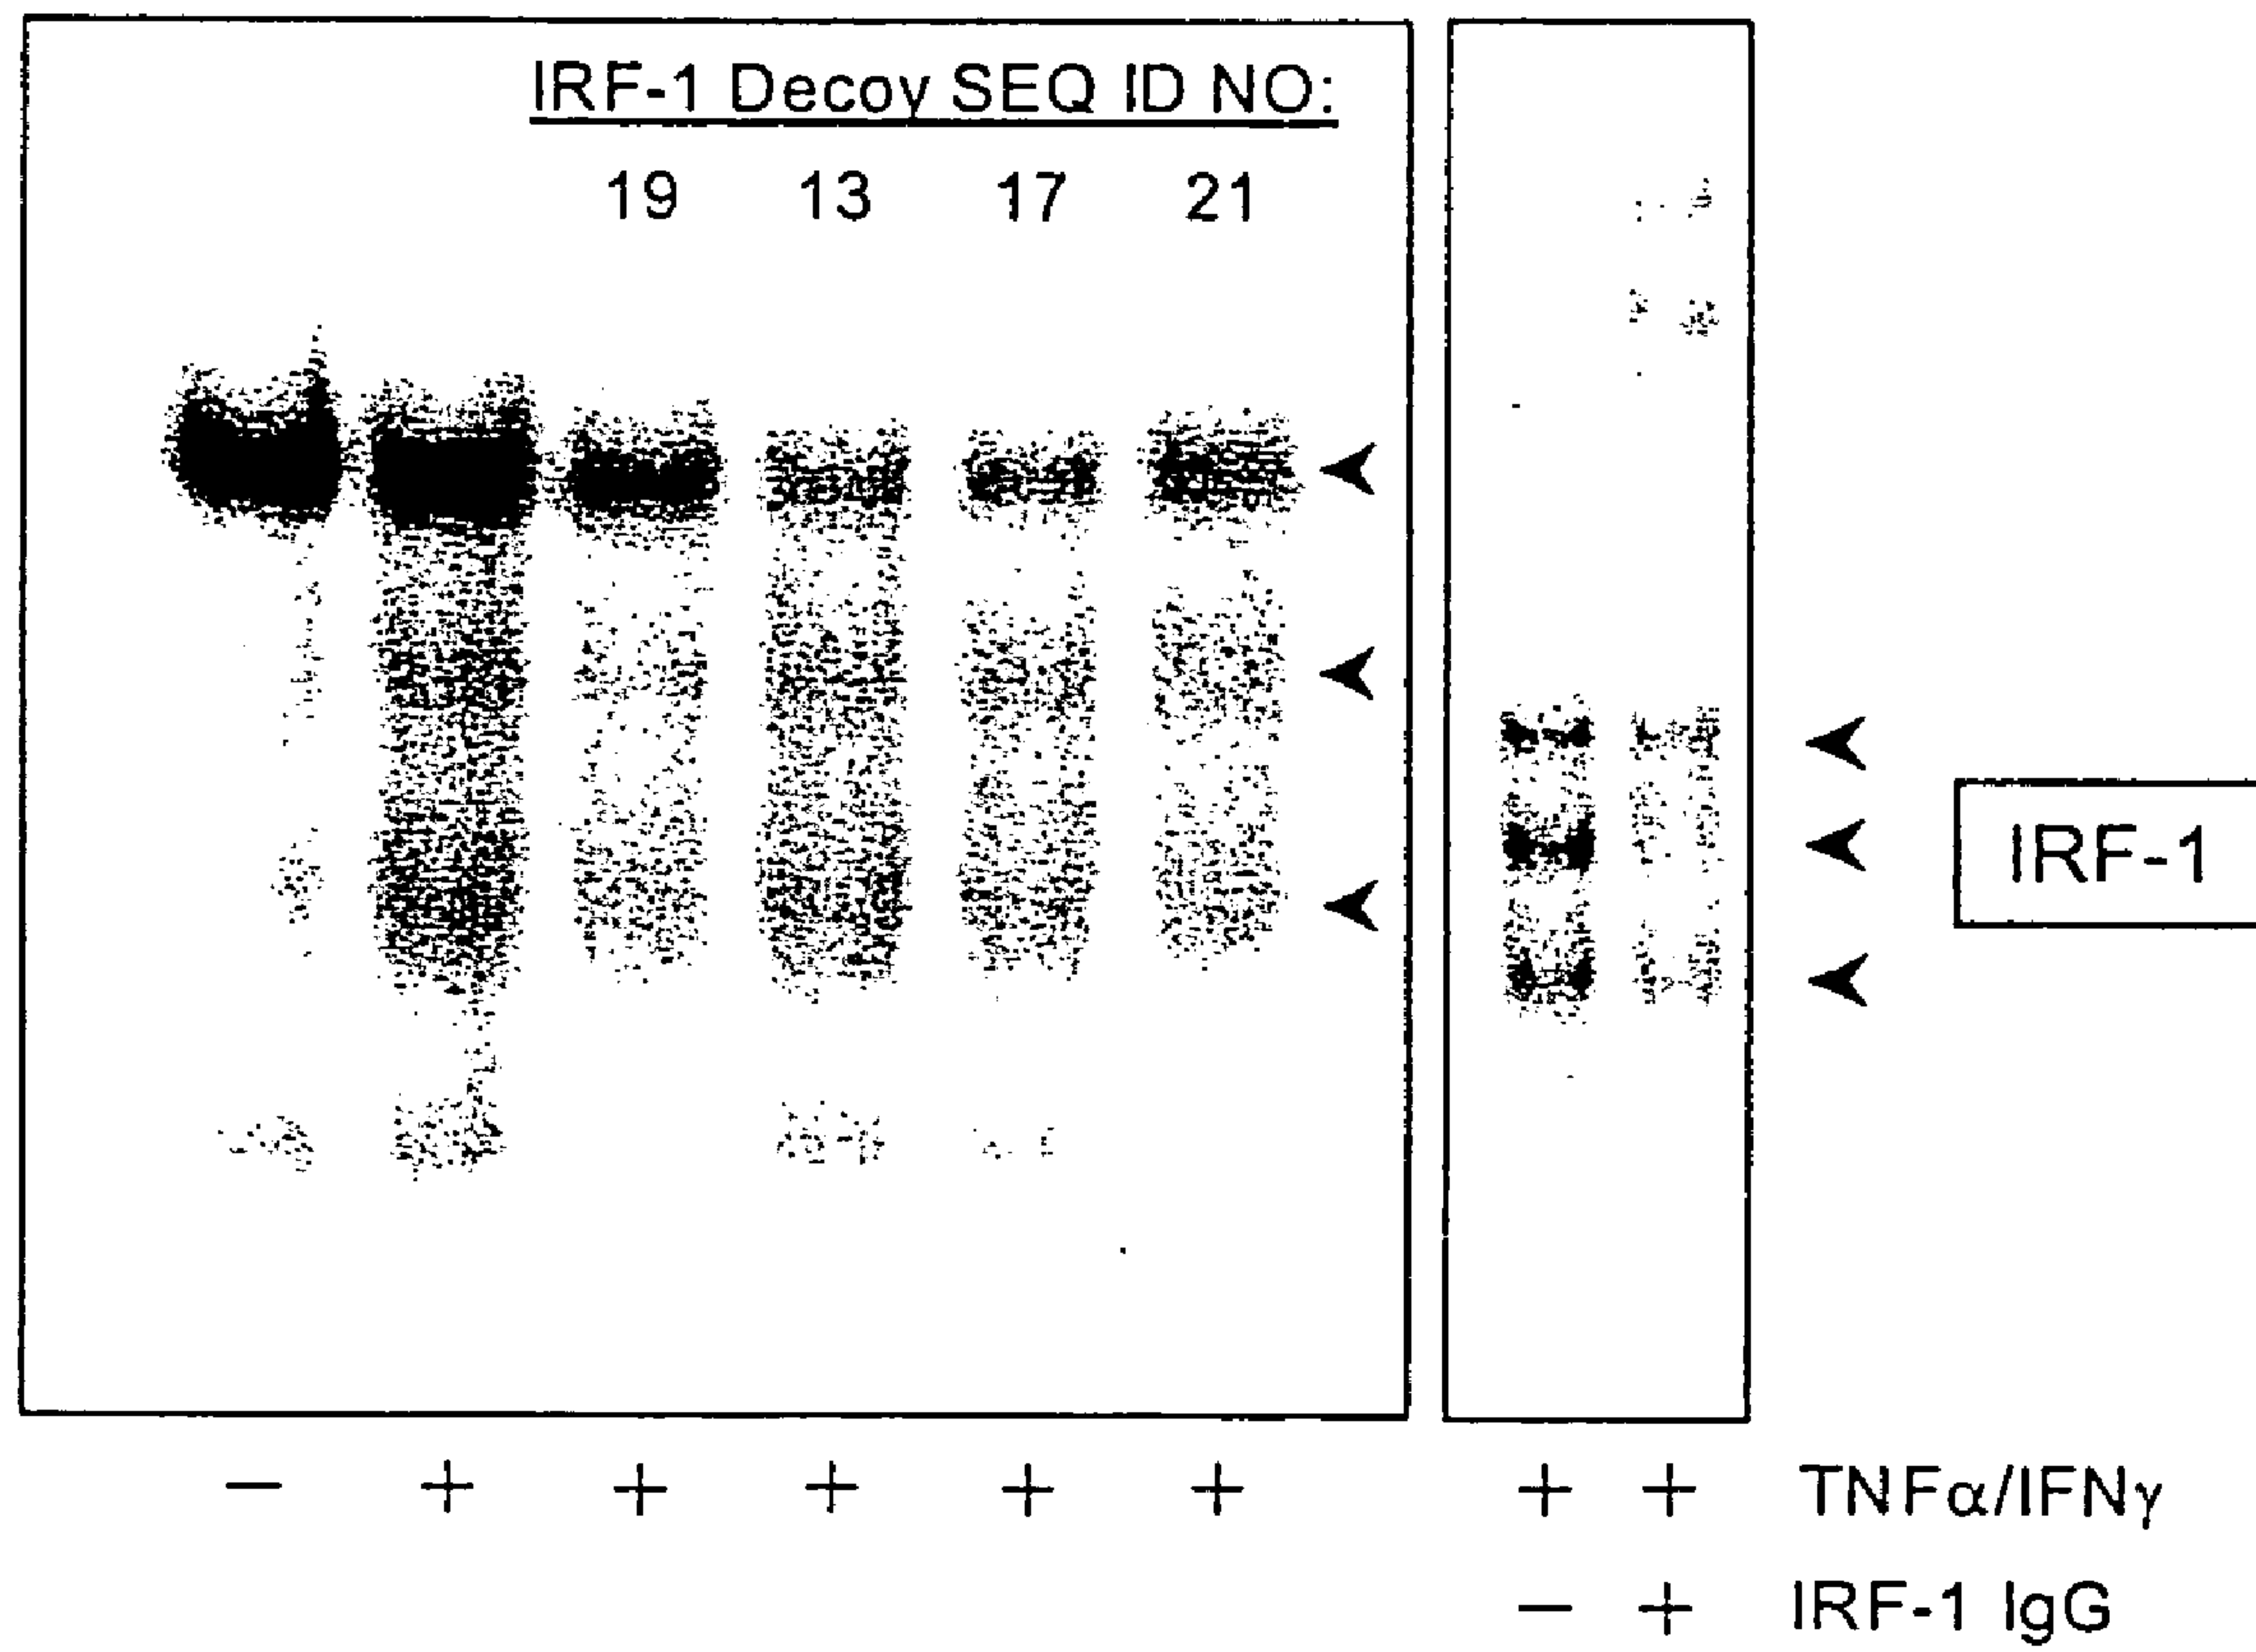 IRF-1 Decoy SEQ ID NO:
19 13 17 21
IRF-1
− + + + + + + + TNFα/IFNγ
− + IRF-1 IgG